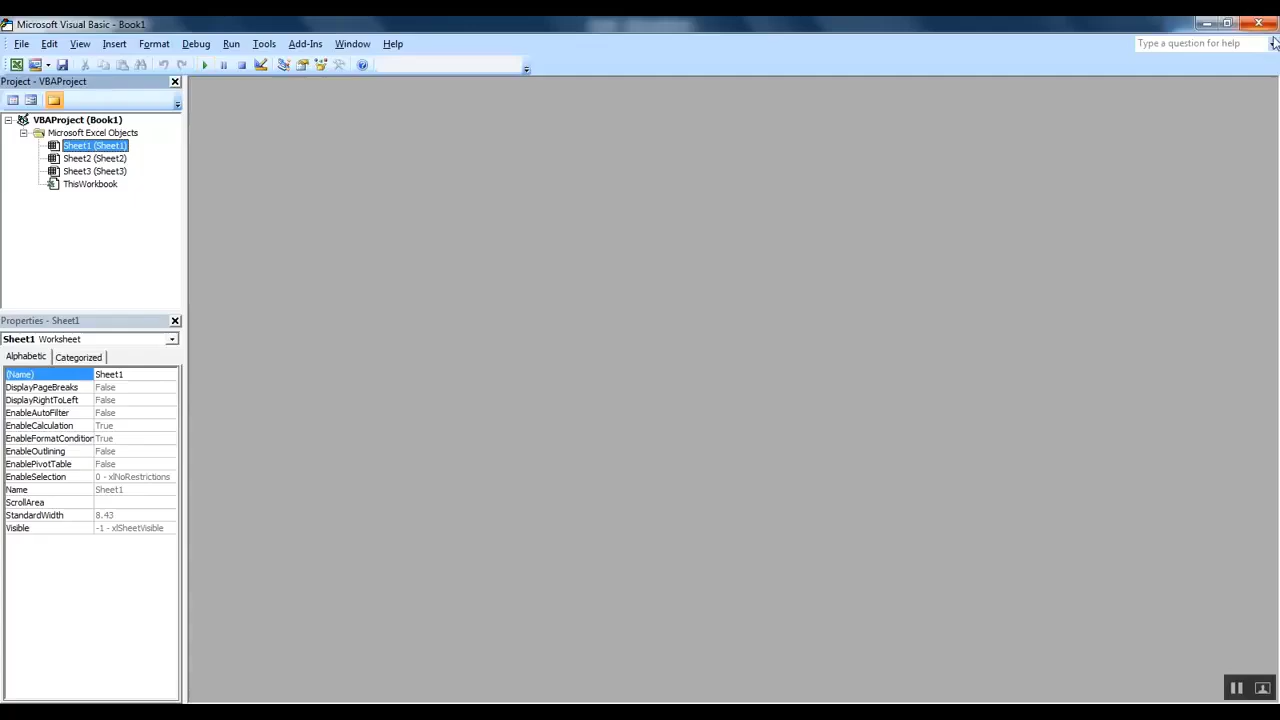 Microsoft Visual Basic - Book1
File Edit View Insert Format Debug Run Tools Add-Ins Window Help
Type a question for help
Project - VBAProject
VBAProject (Book1)
Microsoft Excel Objects
Sheet1 (Sheet1)
Sheet2 (Sheet2)
Sheet3 (Sheet3)
ThisWorkbook
Properties - Sheet1
Sheet1 Worksheet
Alphabetic Categorized
(Name) Sheet1
DisplayPageBreaks False
DisplayRightToLeft False
EnableAutoFilter False
EnableCalculation True
EnableFormatCondition True
EnableOutlining False
EnablePivotTable False
EnableSelection 0 - xlNoRestrictions
Name Sheet1
ScrollArea
StandardWidth 8.43
Visible -1 - xlSheetVisible